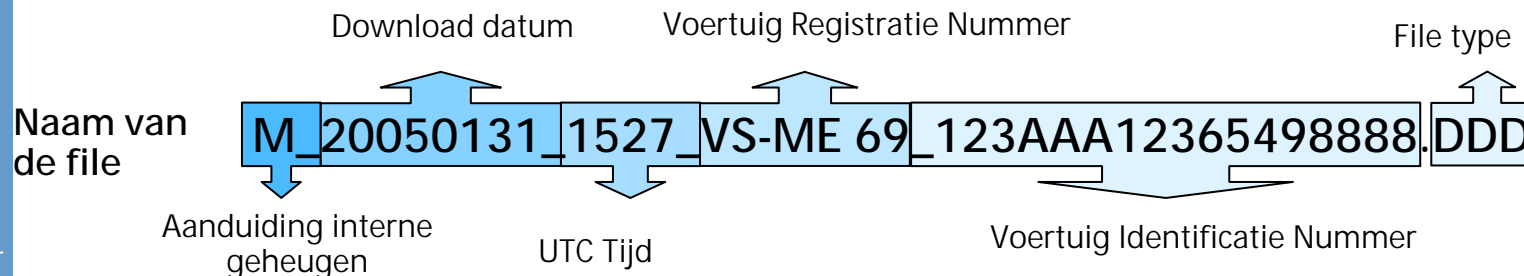 Download datum
Voertuig Registratie Nummer
File type
Naam van
de file
M_20050131_1527_VS-ME 69_123AAA12365498888.DDD
Aanduiding interne
geheugen
UTC Tijd
Voertuig Identificatie Nummer